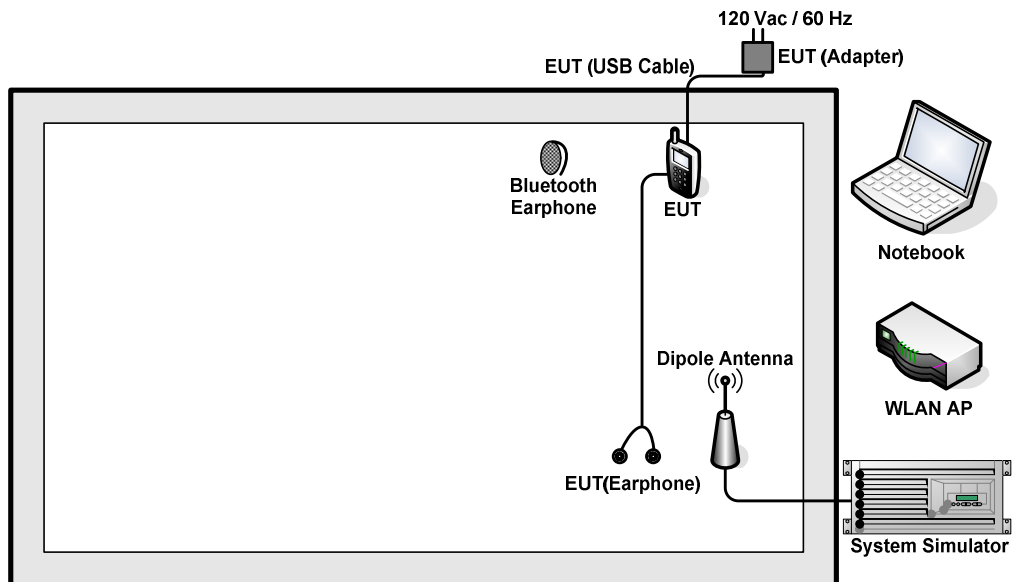 120 Vac / 60 Hz
EUT (USB Cable)
EUT (Adapter)
Bluetooth
Earphone
EUT
Notebook
Dipole Antenna
WLAN AP
EUT(Earphone)
System Simulator